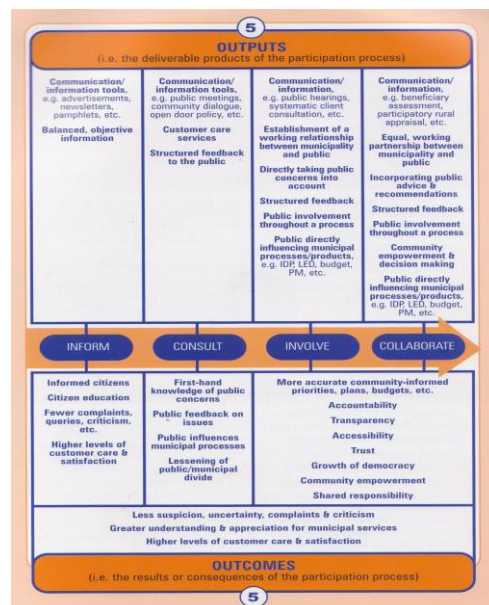 5
OUTPUTS
(i.e. the deliverable products of the participation process)
Communication/
information tools,
e.g. advertisements,
newsletters,
pamphlets, etc.
Balanced, objective
information
Communication/
information tools,
e.g. public meetings,
community dialogue,
open door policy, etc.
Customer care
services
Structured feedback
to the public
Communication/
information,
e.g. public hearings,
systematic client
consultation, etc.
Establishment of a
working relationship
between municipality
and public
Directly taking public
concerns into
account
Structured feedback
Public involvement
throughout a process
Public directly
influencing municipal
processes/products,
e.g. IDP, LED, budget,
PM, etc.
Communication/
information,
e.g. beneficiary
assessment,
participatory rural
appraisal, etc.
Equal, working
partnership between
municipality and
public
Incorporating public
advice &
recommendations
Structured feedback
Public involvement
throughout a process
Community
empowerment &
decision making
Public directly
influencing municipal
processes/products,
e.g. IDP, LED, budget,
PM, etc.
INFORM
CONSULT
INVOLVE
COLLABORATE
Informed citizens
Citizen education
Fewer complaints,
queries, criticism,
etc.
Higher levels of
customer care &
satisfaction
First-hand
knowledge of public
concerns
Public feedback on
issues
Public influences
municipal processes
Lessening of
public/municipal
divide
More accurate community-informed
priorities, plans, budgets, etc.
Accountability
Transparency
Accessibility
Trust
Growth of democracy
Community empowerment
Shared responsibility
Less suspicion, uncertainty, complaints & criticism
Greater understanding & appreciation for municipal services
Higher levels of customer care & satisfaction
OUTCOMES
(i.e. the results or consequences of the participation process)
5